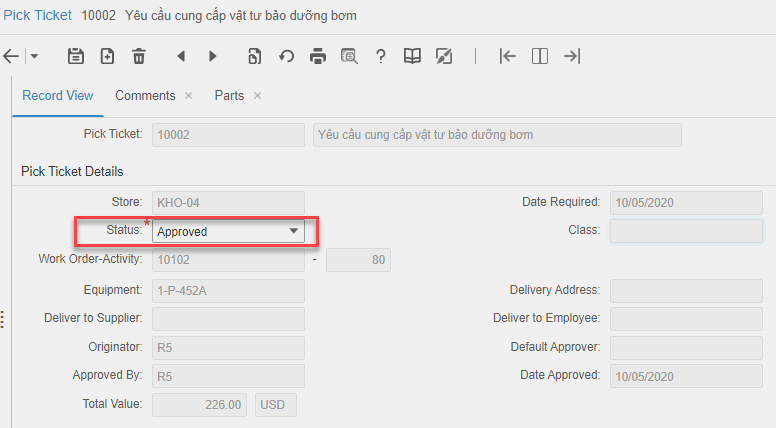 Pick Ticket 10002 Yêu cầu cung cấp vật tư bảo dưỡng bơm
Record View Comments × Parts ×
Pick Ticket: 10002 Yêu cầu cung cấp vật tư bảo dưỡng bơm
Pick Ticket Details
Store: KHO-04 Date Required: 10/05/2020
Status: * Approved Class:
Work Order-Activity: 10102 - 80
Equipment: 1-P-452A Delivery Address:
Deliver to Supplier: Deliver to Employee:
Originator: R5 Default Approver:
Approved By: R5 Date Approved: 10/05/2020
Total Value: 226.00 USD